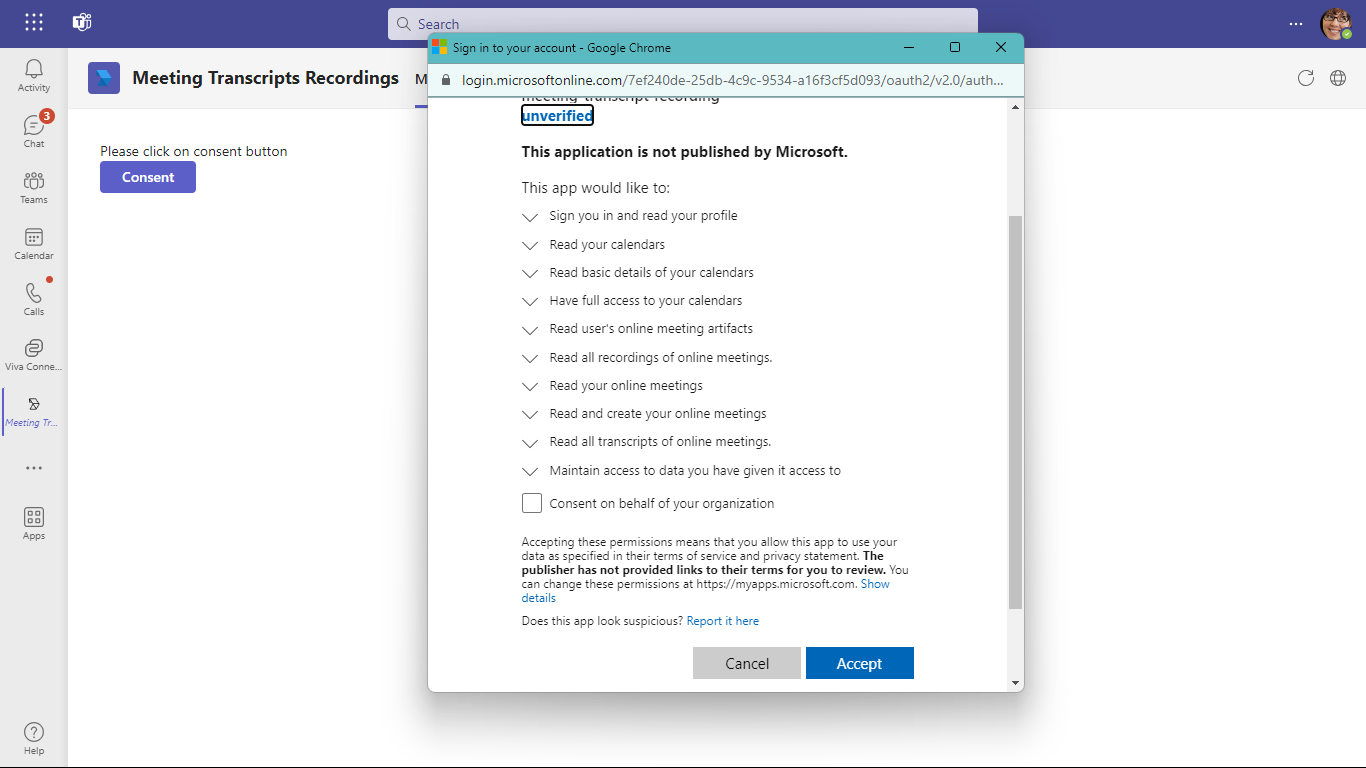 Search
Sign in to your account - Google Chrome
login.microsoftonline.com/7ef240de-25db-4c9c-9534-a16f3cf5d093/oauth2/v2.0/auth...
Activity
Chat
3
Teams
Calendar
Calls
Viva Conne...
Meeting Tr...
Apps
Help
Meeting Transcripts Recordings
M
Please click on consent button
Consent
meeting-transcript-recording
unverified
This application is not published by Microsoft.
This app would like to:
Sign you in and read your profile
Read your calendars
Read basic details of your calendars
Have full access to your calendars
Read user's online meeting artifacts
Read all recordings of online meetings.
Read your online meetings
Read and create your online meetings
Read all transcripts of online meetings.
Maintain access to data you have given it access to
Consent on behalf of your organization
Accepting these permissions means that you allow this app to use your
data as specified in their terms of service and privacy statement. The
publisher has not provided links to their terms for you to review. You
can change these permissions at https://myapps.microsoft.com. Show
details
Does this app look suspicious? Report it here
Cancel
Accept